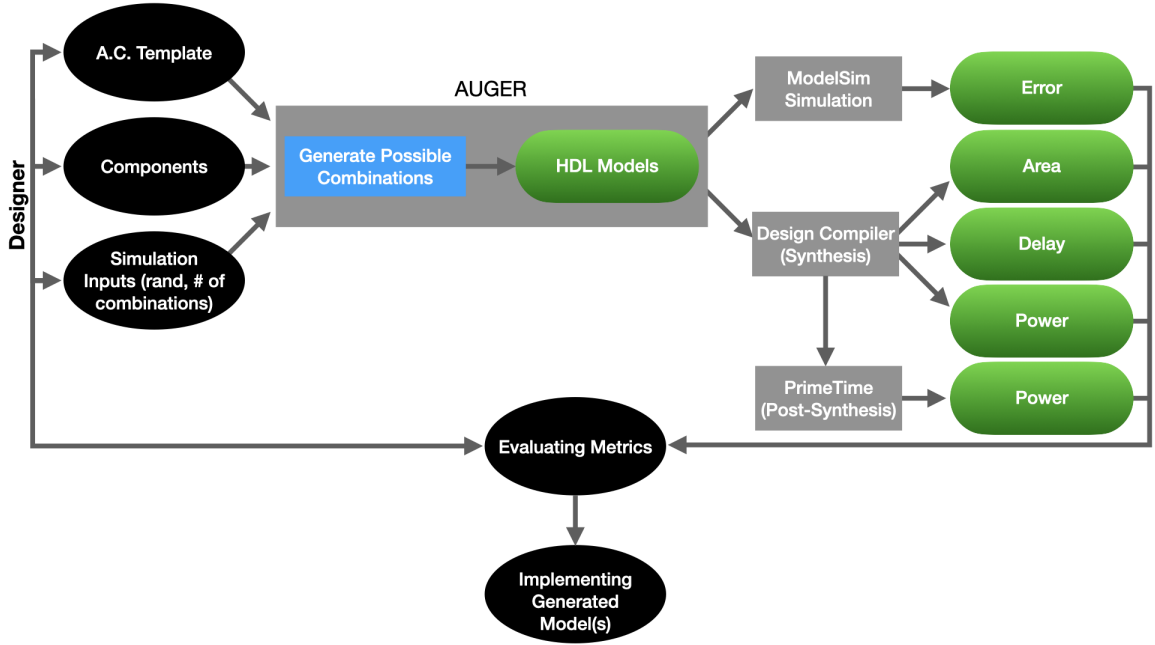 Designer
A.C. Template
Components
Simulation
Inputs (rand, # of
combinations)
AUGER
Generate Possible
Combinations
HDL Models
ModelSim
Simulation
Design Compiler
(Synthesis)
PrimeTime
(Post-Synthesis)
Error
Area
Delay
Power
Power
Evaluating Metrics
Implementing
Generated
Model(s)